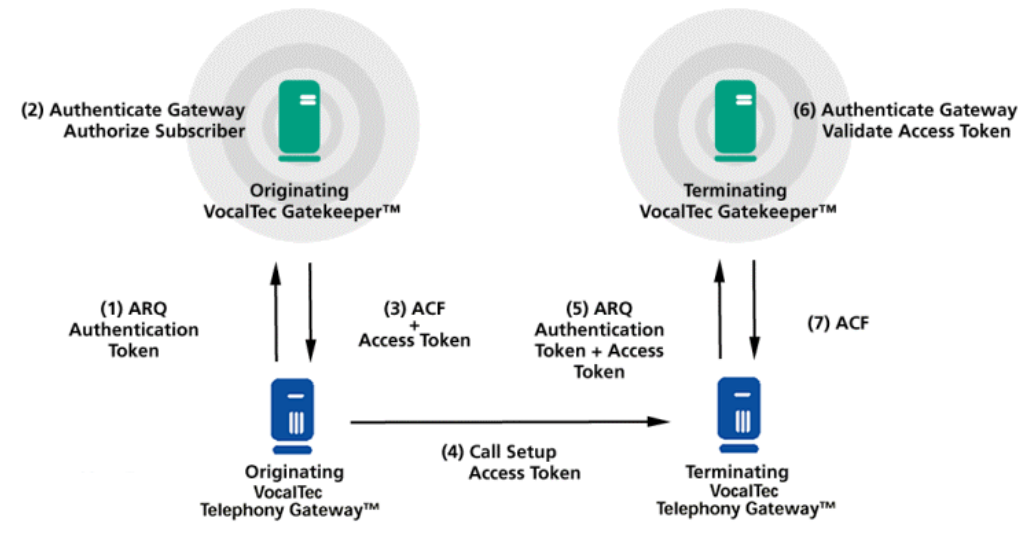 (2) Authenticate Gateway
Authorize Subscriber
Originating
VocalTec Gatekeeper™
Terminating
VocalTec Gatekeeper™
(6) Authenticate Gateway
Validate Access Token
(1) ARQ
Authentication
Token
(3) ACF
+
Access Token
(5) ARQ
Authentication
Token + Access
Token
(7) ACF
(4) Call Setup
Access Token
Originating
VocalTec
Telephony Gateway™
Terminating
VocalTec
Telephony Gateway™